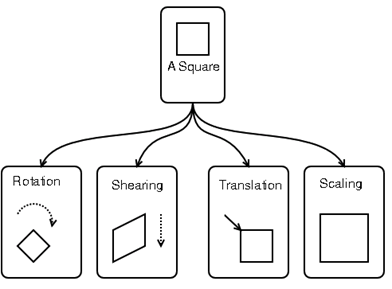 A Square
Rotation
Shearing
Translation
Scaling